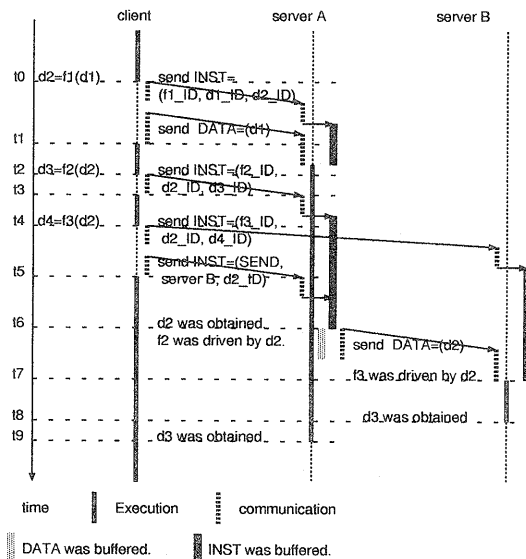 client server A server B
t0 d2=f1(d1) send INST=
(f1_ID, d1_ID, d2_ID)
send DATA=(d1)
t1
t2 d3=f2(d2) send INST=(f2_ID,
t3 d2_ID, d3_ID)
t4 d4=f3(d2) send INST=(f3_ID,
d2_ID, d4_ID)
send INST=(SEND,
t5 server B, d2_ID)
t6 d2 was obtained
f2 was driven by d2.
send DATA=(d2)
t7 f3 was driven by d2
t8 d3 was obtained
t9 d3 was obtained
time Execution communication
DATA was buffered. INST was buffered.